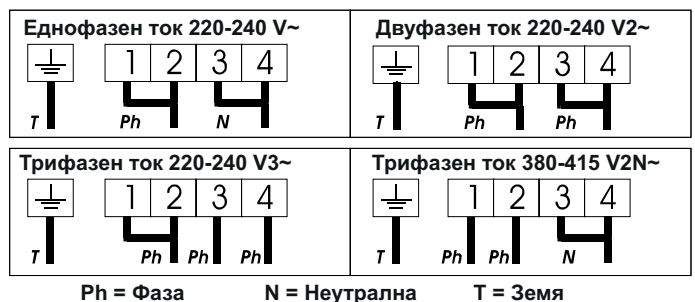 Еднофазен ток 220-240 V~
1 2 3 4
T Ph N
Двуфазен ток 220-240 V2~
1 2 3 4
T Ph Ph
Трифазен ток 220-240 V3~
1 2 3 4
T Ph Ph Ph
Трифазен ток 380-415 V2N~
1 2 3 4
T Ph Ph N
Ph = Фаза N = Неутрална T = Земя